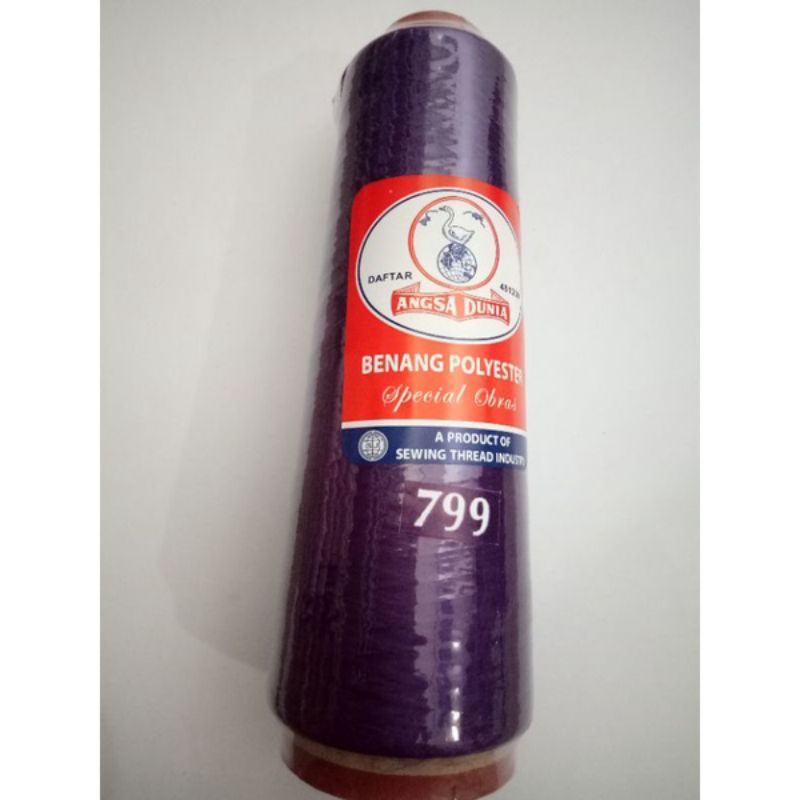 DAFTAR
ANGSA DUNIA
BENANG POLYESTER
Special Obras
A PRODUCT OF
SEWING THREAD INDUSTRY
799